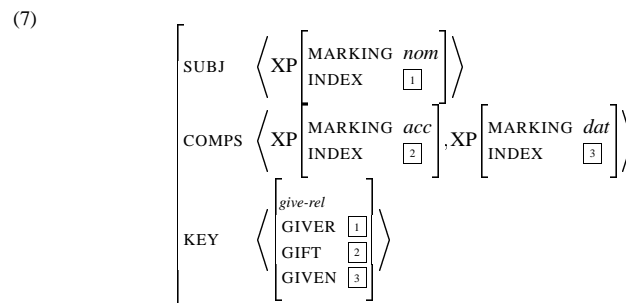 (7)
SUBJ ⟨XP[MARKING nom
INDEX 1]⟩
COMPS ⟨XP[MARKING acc
INDEX 2], XP[MARKING dat
INDEX 3]⟩
KEY ⟨[give-rel
GIVER 1
GIFT 2
GIVEN 3]⟩